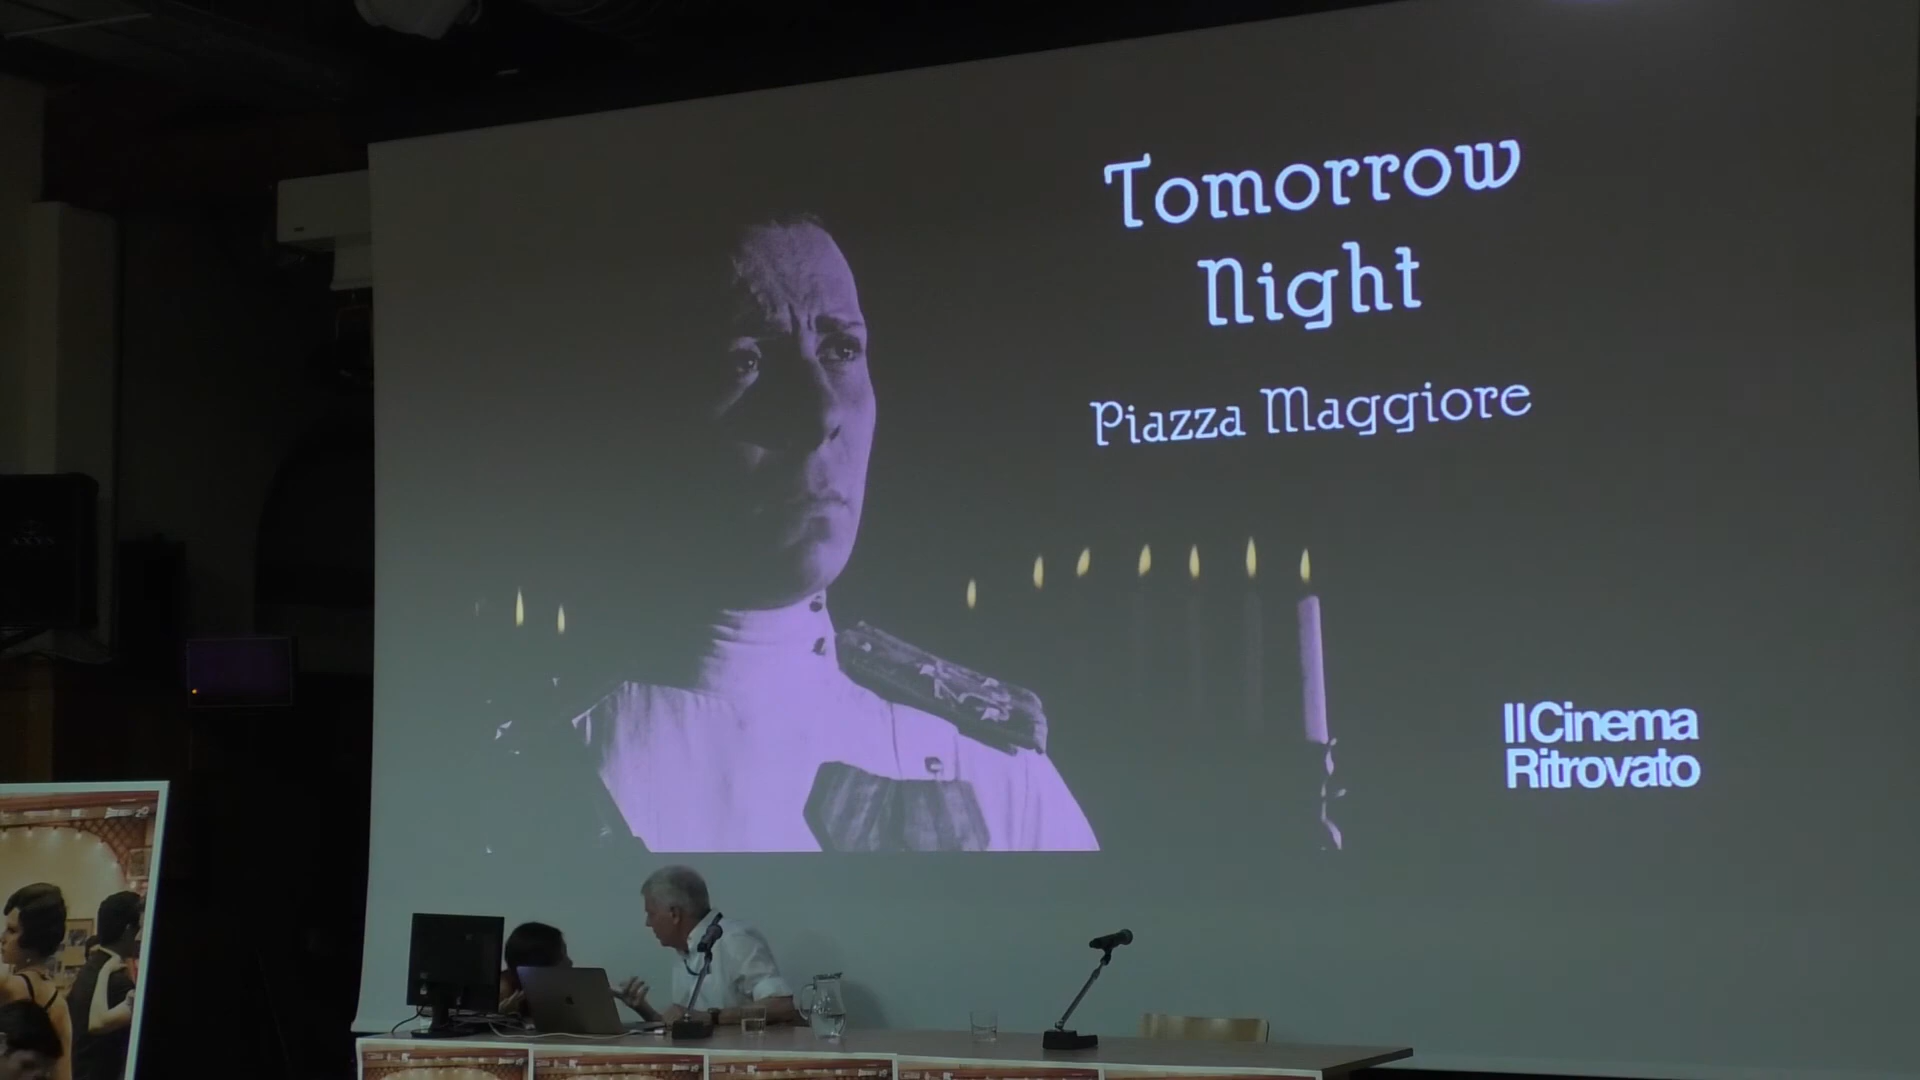 Tomorrow
Night
Piazza Maggiore
Il Cinema
Ritrovato